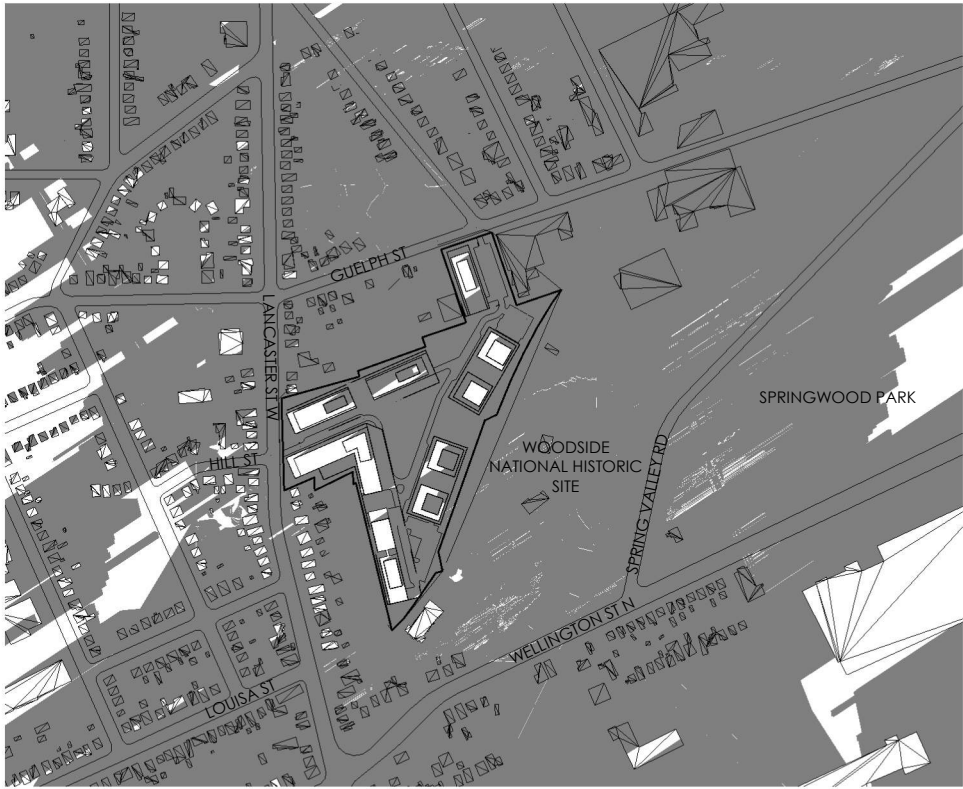 GUELPH ST
LANCASTER ST W
SPRINGWOOD PARK
WOODSIDE
NATIONAL HISTORIC
SITE
HILL ST
SPRING VALLEY RD
WELLINGTON ST N
LOUISA ST